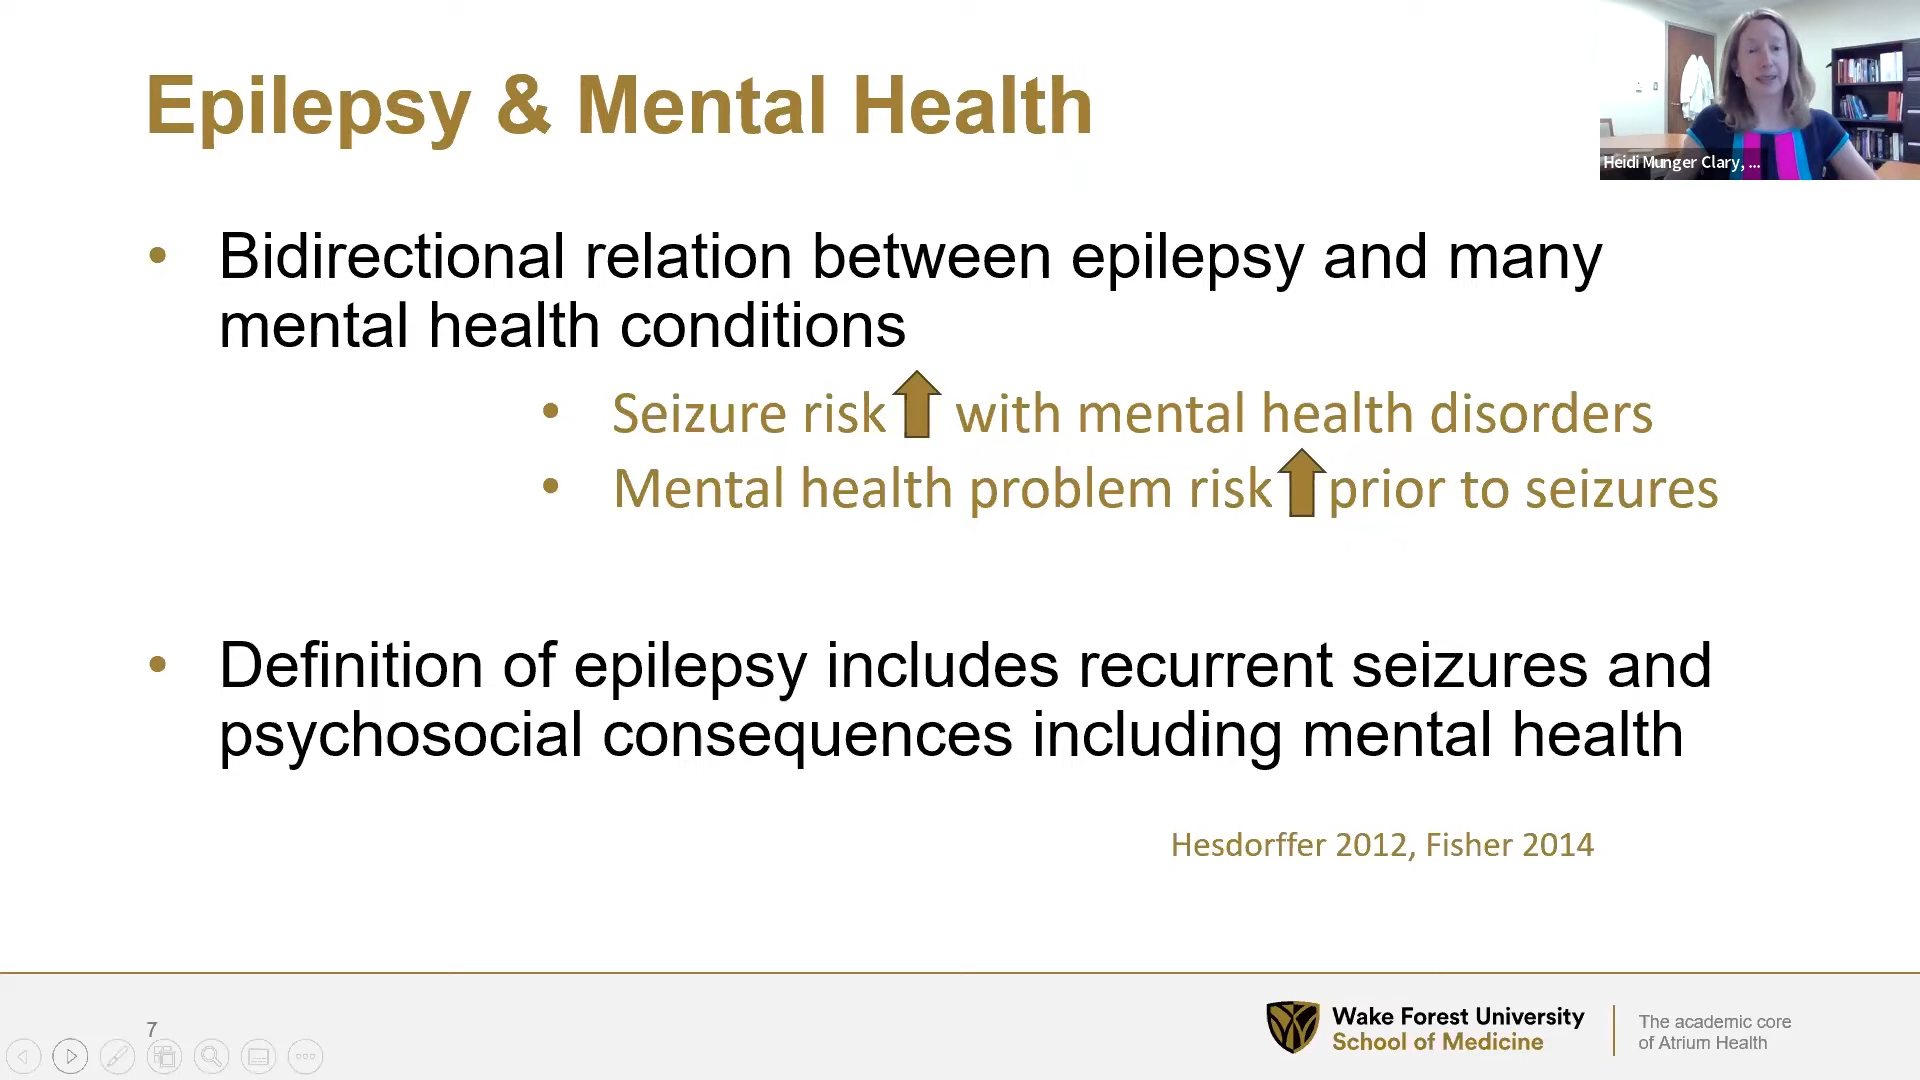 Epilepsy & Mental Health
Heidi Munger Clary, ...
• Bidirectional relation between epilepsy and many
mental health conditions
• Seizure risk with mental health disorders
• Mental health problem risk prior to seizures
• Definition of epilepsy includes recurrent seizures and
psychosocial consequences including mental health
Hesdorffer 2012, Fisher 2014
7
Wake Forest University
School of Medicine
The academic core
of Atrium Health